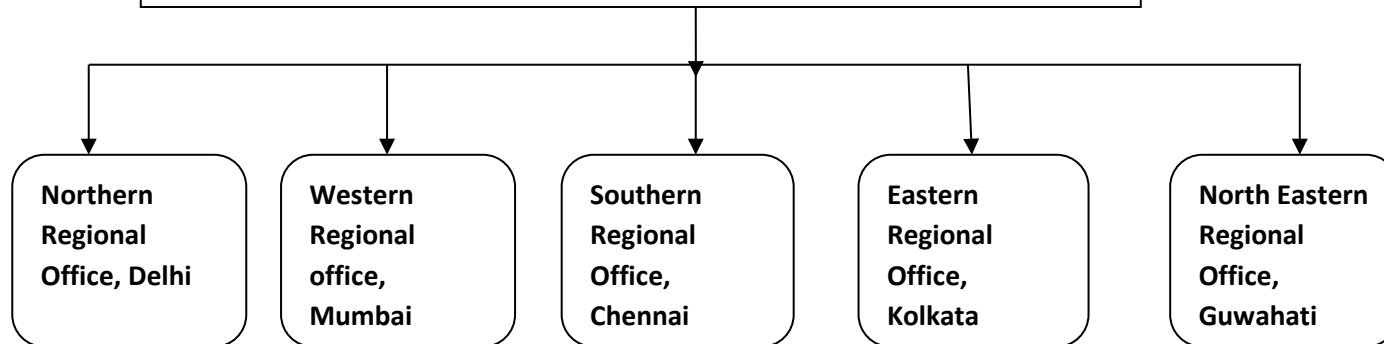 Northern
Regional
Office, Delhi
Western
Regional
office,
Mumbai
Southern
Regional
Office,
Chennai
Eastern
Regional
Office,
Kolkata
North Eastern
Regional
Office,
Guwahati